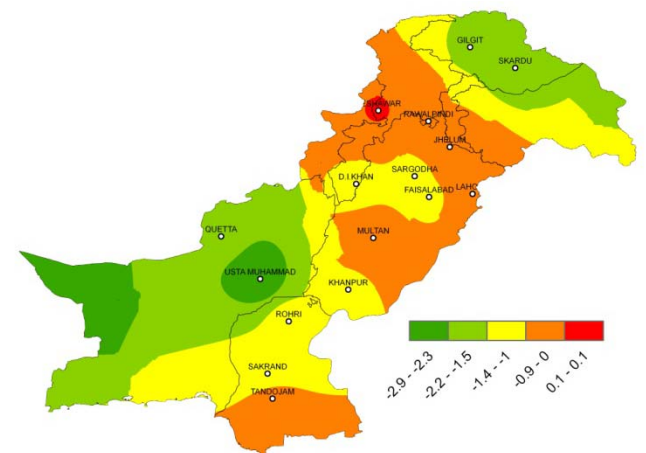 GILGIT
SKARDU
RAWALPINDI
JHELUM
SARGODHA
D.I.KHAN
FAISALABAD
QUETTA
MULTAN
USTA MUHAMMAD
KHANPUR
ROHRI
SAKRAND
TANDOJAM
-2.9 - -2.3
-2.2 - -1.5
-1.4 - -1
-0.9 - 0
0.1 - 0.1